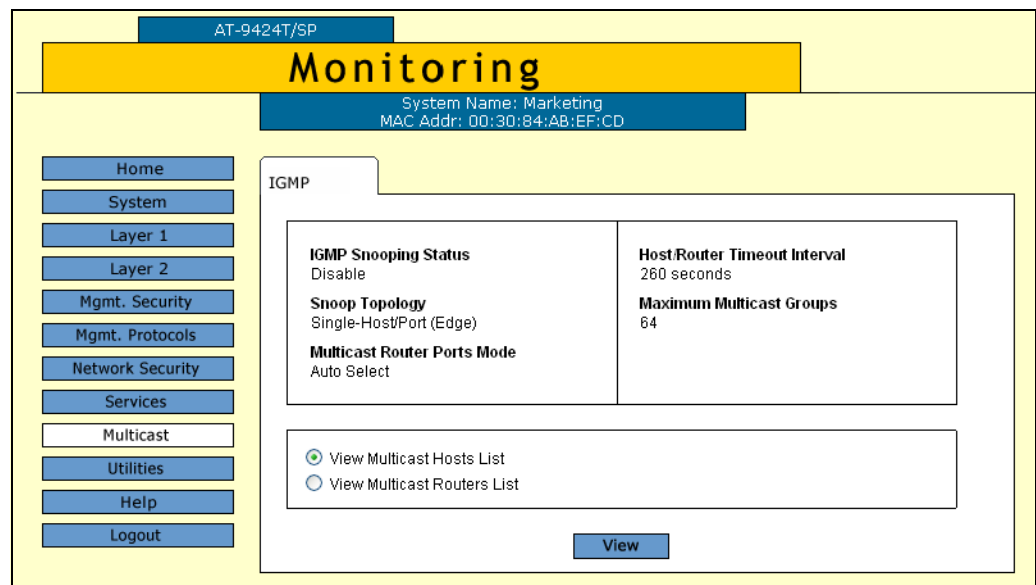 AT-9424T/SP
Monitoring
System Name: Marketing
MAC Addr: 00:30:84:AB:EF:CD
Home
System
Layer 1
Layer 2
Mgmt. Security
Mgmt. Protocols
Network Security
Services
Multicast
Utilities
Help
Logout
IGMP
IGMP Snooping Status
Disable
Snoop Topology
Single-Host/Port (Edge)
Multicast Router Ports Mode
Auto Select
Host/Router Timeout Interval
260 seconds
Maximum Multicast Groups
64
View Multicast Hosts List
View Multicast Routers List
View